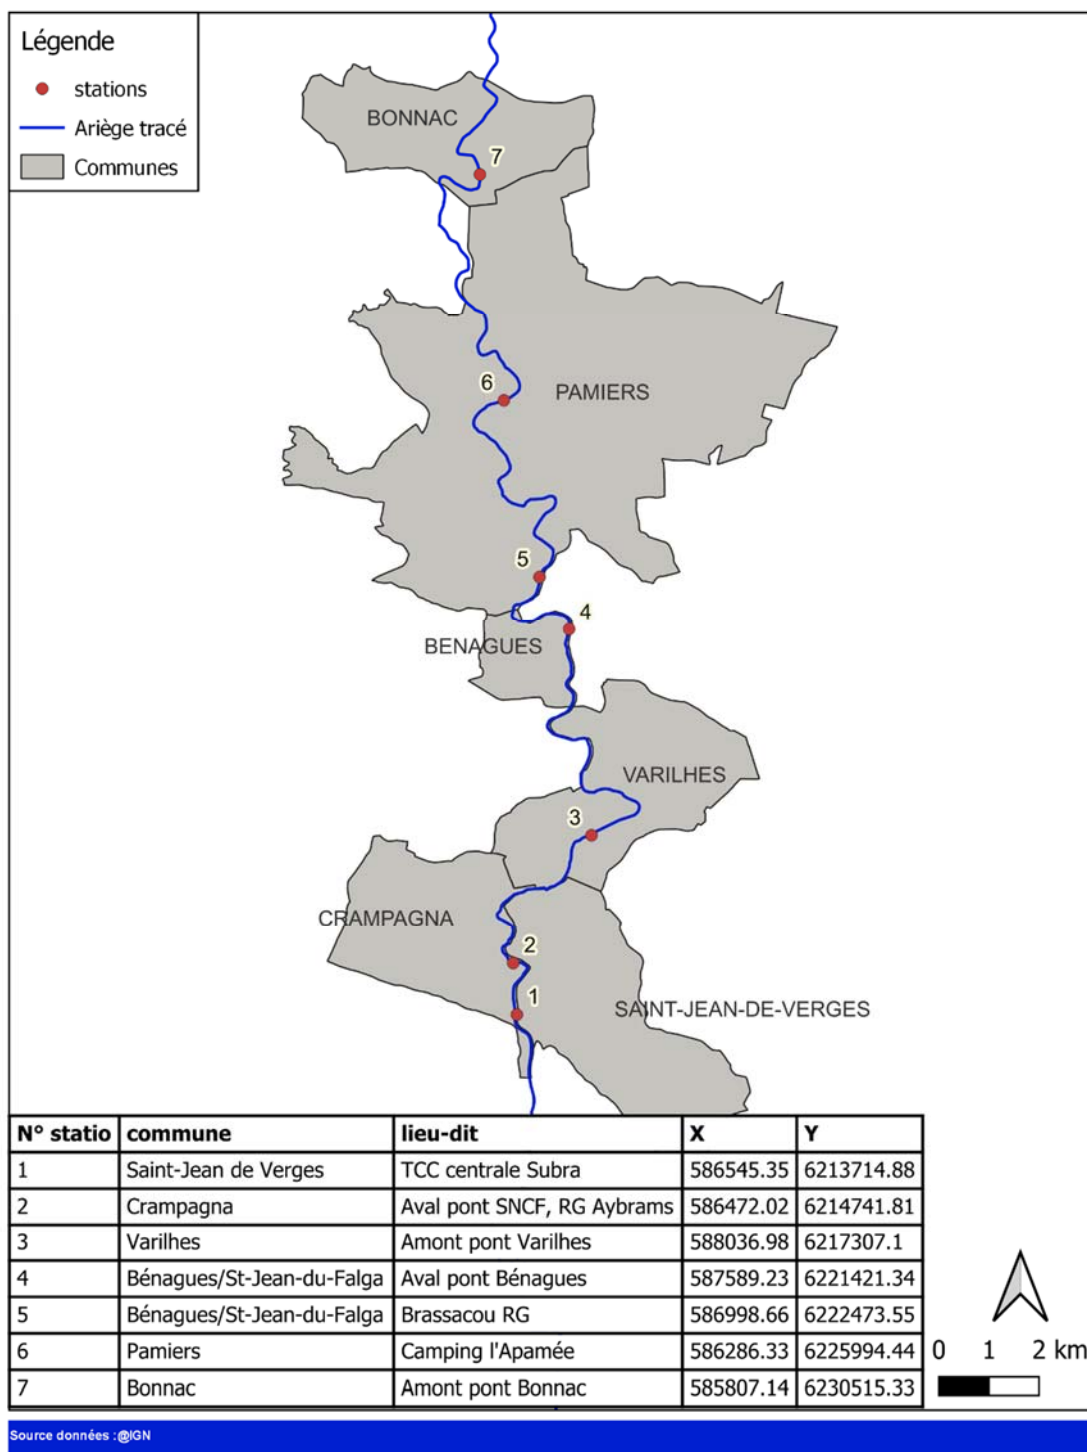 Légende
stations
Ariège tracé
Communes
BONNAC
7
6
PAMIERS
5
4
BENAGUES
VARILHES
3
CRAMPAGNA
2
1
SAINT-JEAN-DE-VERGES
N° statio commune lieu-dit X Y
1 Saint-Jean de Verges TCC centrale Subra 586545.35 6213714.88
2 Crampagna Aval pont SNCF, RG Aybrams 586472.02 6214741.81
3 Varilhes Amont pont Varilhes 588036.98 6217307.1
4 Bénagues/St-Jean-du-Falga Aval pont Bénagues 587589.23 6221421.34
5 Bénagues/St-Jean-du-Falga Brassacou RG 586998.66 6222473.55
6 Pamiers Camping l'Apamée 586286.33 6225994.44
7 Bonnac Amont pont Bonnac 585807.14 6230515.33
0 1 2 km
Source données :@IGN